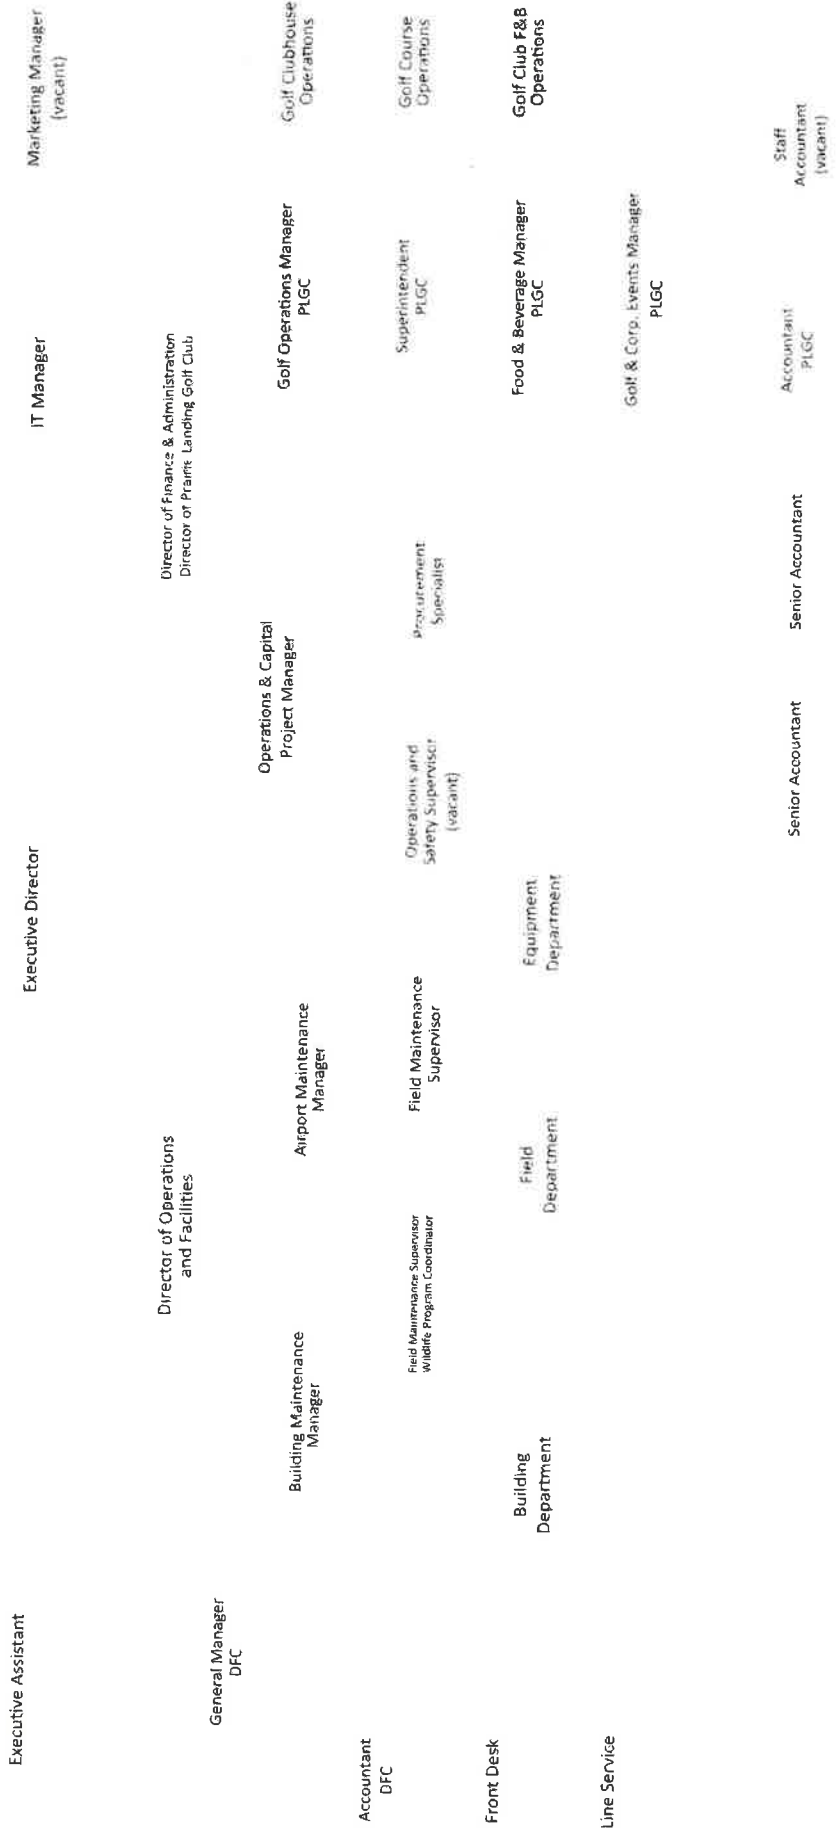 Executive Assistant
Executive Director
IT Manager
Marketing Manager
(vacant)
Director of Operations
and Facilities
Director of Finance & Administration
Director of Prairie Landing Golf Club
General Manager
DFC
Building Maintenance
Manager
Airport Maintenance
Manager
Operations & Capital
Project Manager
Golf Operations Manager
PLGC
Golf Clubhouse
Operations
Accountant
DFC
Field Maintenance Supervisor
Wildlife Program Coordinator
Field Maintenance
Supervisor
Operations and
Safety Supervisor
(vacant)
Procurement
Specialist
Superintendent
PLGC
Golf Course
Operations
Front Desk
Building
Department
Field
Department
Equipment
Department
Food & Beverage Manager
PLGC
Golf Club F&B
Operations
Line Service
Golf & Corp. Events Manager
PLGC
Senior Accountant
Senior Accountant
Accountant
PLGC
Staff
Accountant
(vacant)